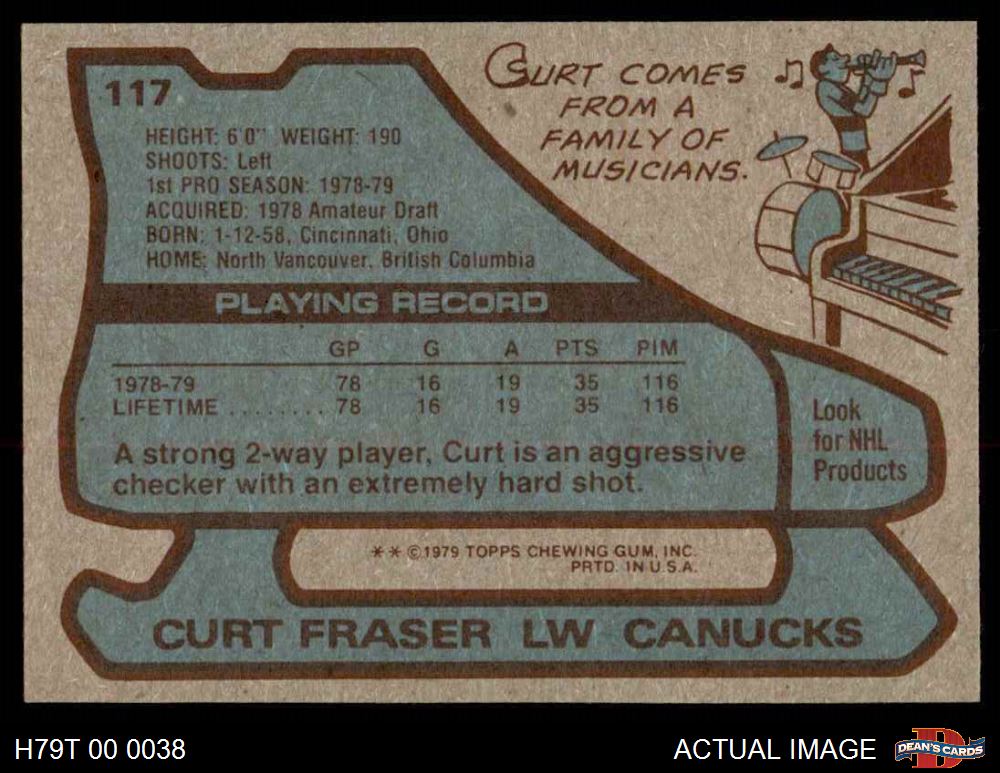 117
HEIGHT: 6'0" WEIGHT: 190
SHOOTS: Left
1st PRO SEASON: 1978-79
ACQUIRED: 1978 Amateur Draft
BORN: 1-12-58, Cincinnati, Ohio
HOME: North Vancouver, British Columbia
CURT COMES
FROM A
FAMILY OF
MUSICIANS.
PLAYING RECORD
GP G A PTS PIM
1978-79 78 16 19 35 116
LIFETIME ........ 78 16 19 35 116
A strong 2-way player, Curt is an aggressive
checker with an extremely hard shot.
Look
for NHL
Products
** ©1979 TOPPS CHEWING GUM, INC.
PRTD. IN U.S.A.
CURT FRASER LW CANUCKS
H79T 00 0038
ACTUAL IMAGE
D
DEAN'S CARDS